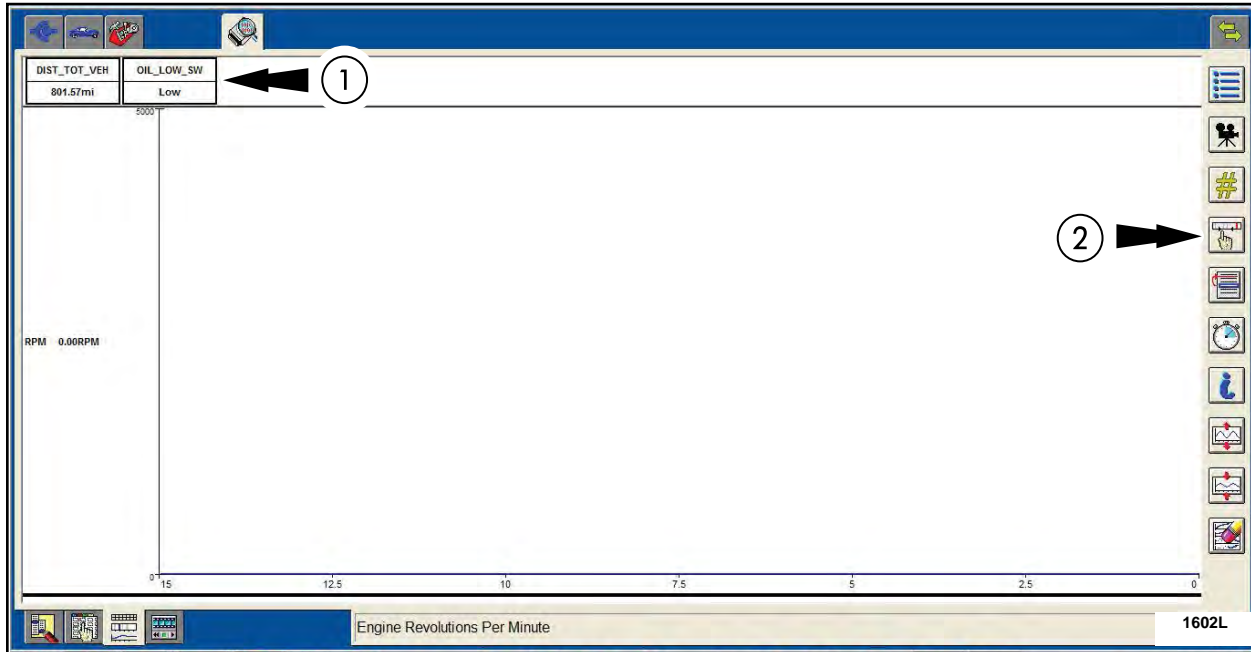 DIST_TOT_VEH OIL_LOW_SW
801.57mi Low
1
5000
2
RPM 0.00RPM
0
15 12.5 10 7.5 5 2.5 0
Engine Revolutions Per Minute
1602L